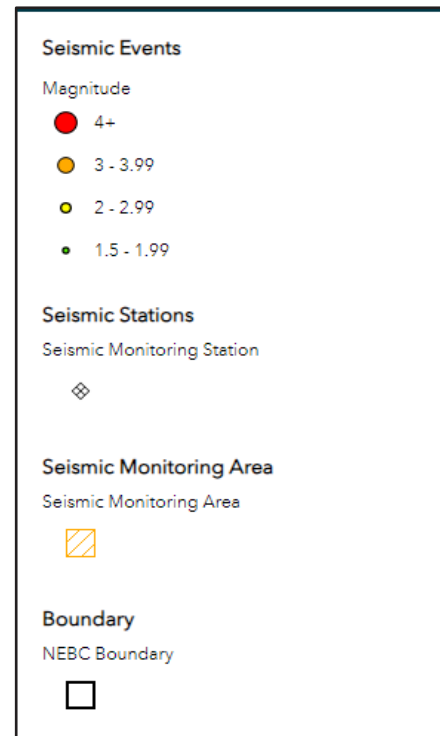 Seismic Events
Magnitude
4+
3 - 3.99
2 - 2.99
1.5 - 1.99
Seismic Stations
Seismic Monitoring Station
Seismic Monitoring Area
Seismic Monitoring Area
Boundary
NEBC Boundary